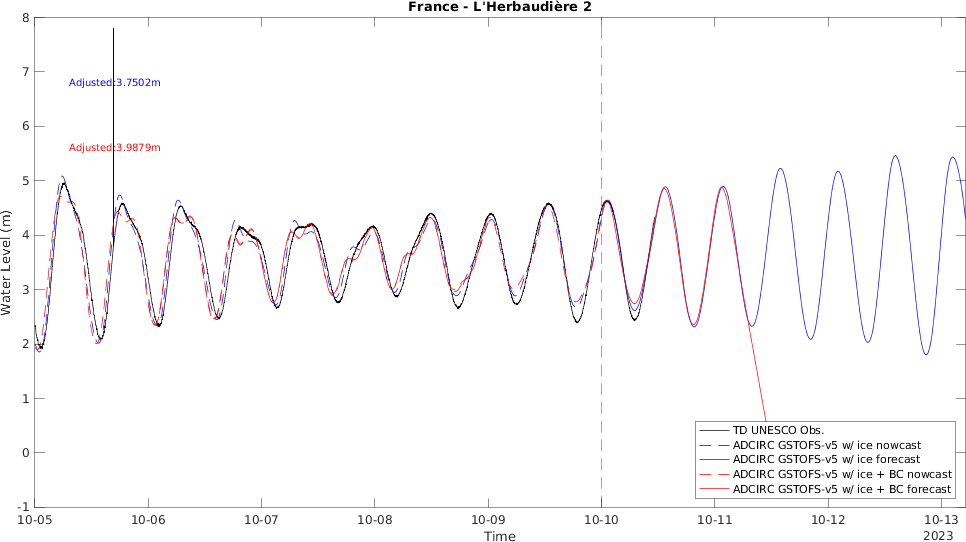 France - L'Herbaudière 2
8
7
6
5
4
3
2
1
0
-1
Water Level (m)
Adjusted:3.7502m
Adjusted:3.9879m
TD UNESCO Obs.
ADCIRC GSTOFS-v5 w/ ice nowcast
ADCIRC GSTOFS-v5 w/ ice forecast
ADCIRC GSTOFS-v5 w/ ice + BC nowcast
ADCIRC GSTOFS-v5 w/ ice + BC forecast
10-05 10-06 10-07 10-08 10-09 10-10 10-11 10-12 10-13
Time
2023